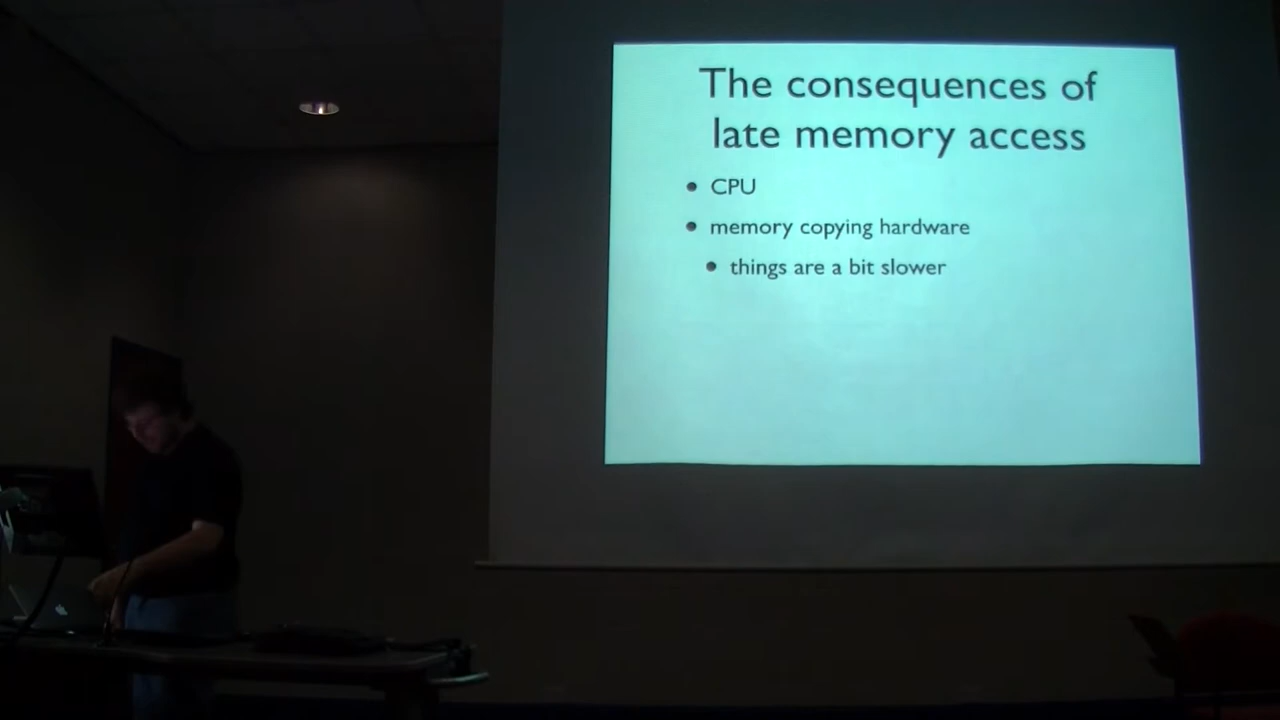 The consequences of
late memory access
• CPU
• memory copying hardware
• things are a bit slower